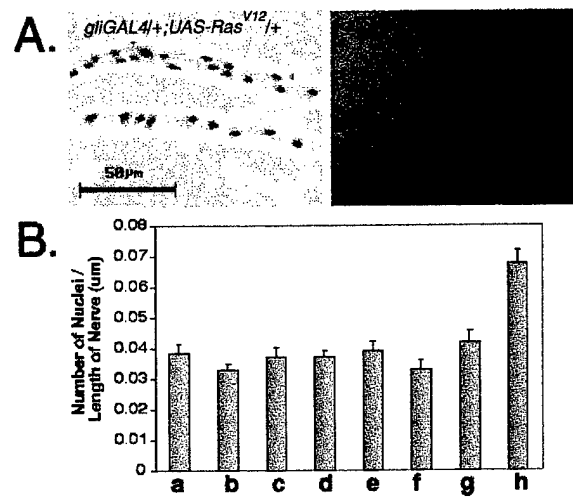 A.
gliGAL4/+;UAS-Ras^V12/+
50µm
B.
Number of Nuclei /
Length of Nerve (um)
0.08
0.07
0.06
0.05
0.04
0.03
0.02
0.01
0
a b c d e f g h